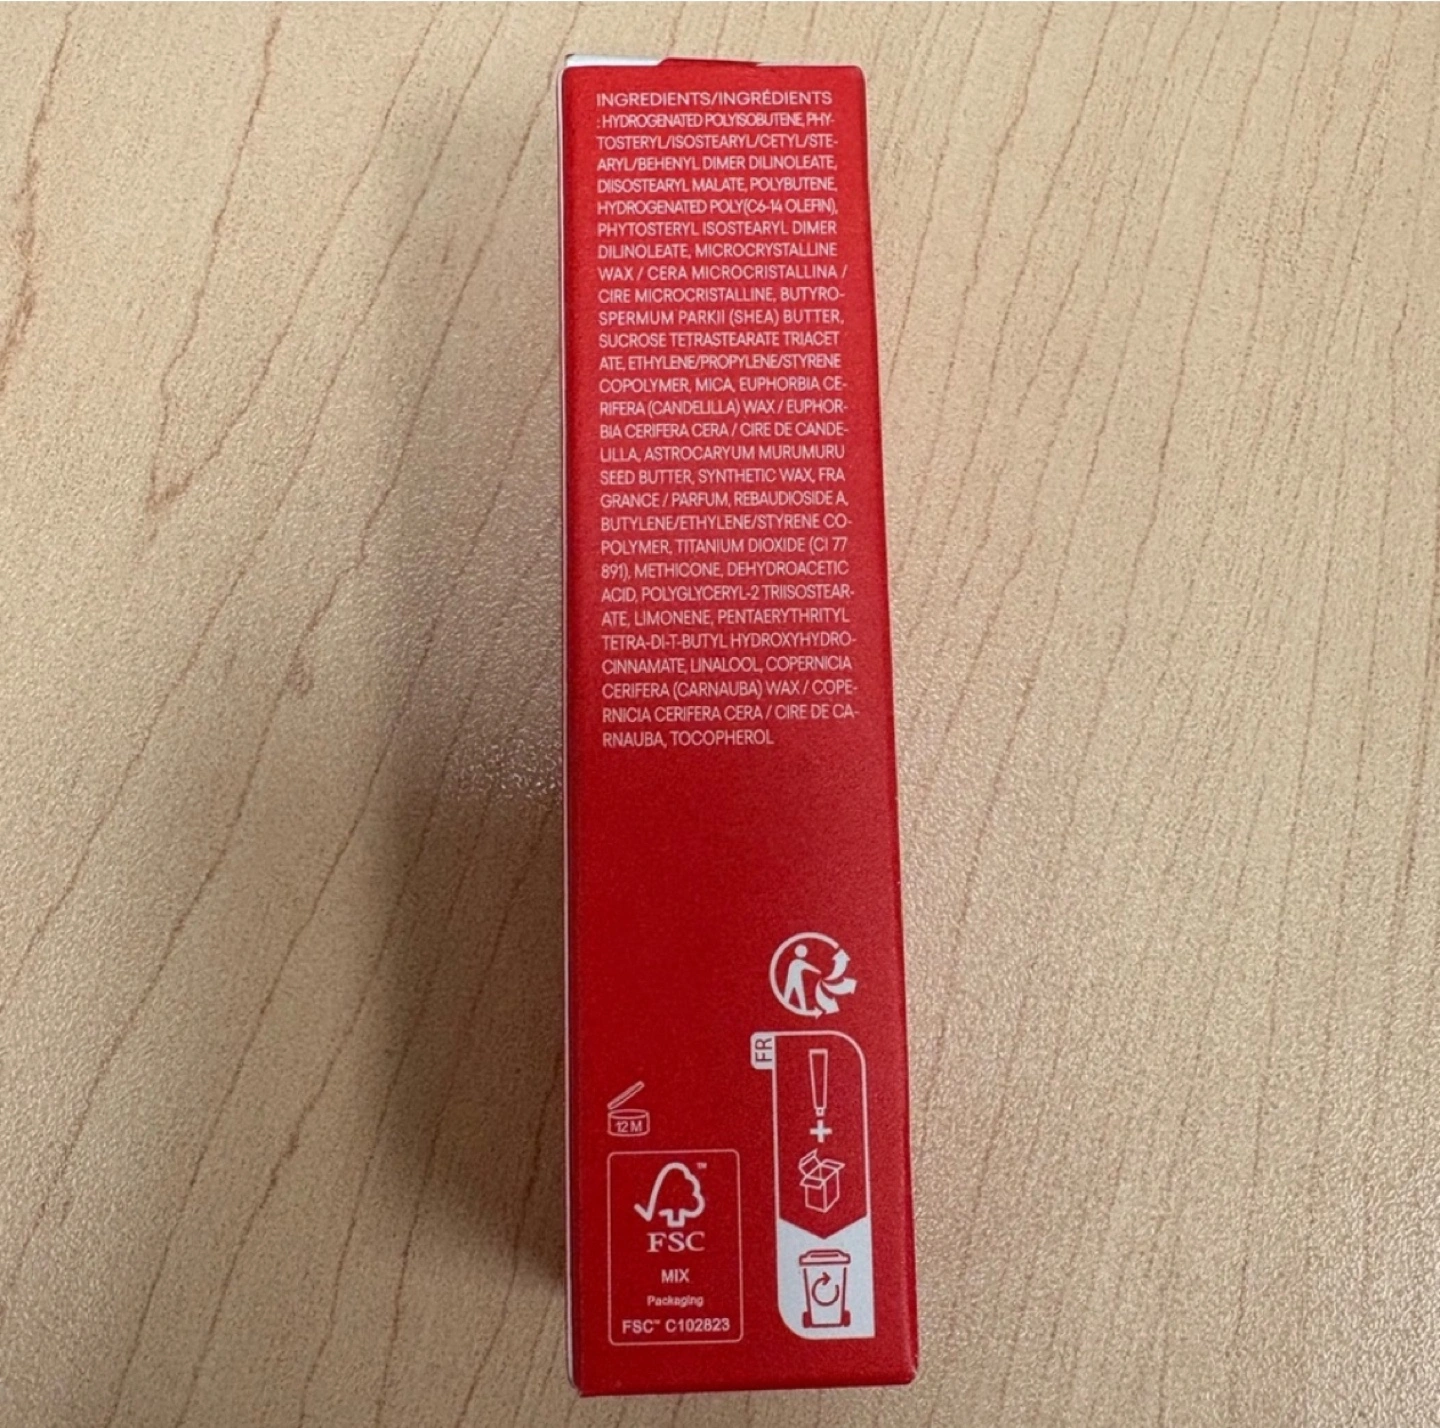 INGREDIENTS/INGRÉDIENTS
: HYDROGENATED POLYISOBUTENE, PHY-
TOSTERYL/ISOSTEARYL/CETYL/STE-
ARYL/BEHENYL DIMER DILINOLEATE,
DIISOSTEARYL MALATE, POLYBUTENE,
HYDROGENATED POLY(C6-14 OLEFIN),
PHYTOSTERYL ISOSTEARYL DIMER
DILINOLEATE, MICROCRYSTALLINE
WAX / CERA MICROCRISTALLINA /
CIRE MICROCRISTALLINE, BUTYRO-
SPERMUM PARKII (SHEA) BUTTER,
SUCROSE TETRASTEARATE TRIACET
ATE, ETHYLENE/PROPYLENE/STYRENE
COPOLYMER, MICA, EUPHORBIA CE-
RIFERA (CANDELILLA) WAX / EUPHOR-
BIA CERIFERA CERA / CIRE DE CANDE-
LILLA, ASTROCARYUM MURUMURU
SEED BUTTER, SYNTHETIC WAX, FRA
GRANCE / PARFUM, REBAUDIOSIDE A,
BUTYLENE/ETHYLENE/STYRENE CO-
POLYMER, TITANIUM DIOXIDE (CI 77
891), METHICONE, DEHYDROACETIC
ACID, POLYGLYCERYL-2 TRIISOSTEAR-
ATE, LIMONENE, PENTAERYTHRITYL
TETRA-DI-T-BUTYL HYDROXYHYDRO-
CINNAMATE, LINALOOL, COPERNICIA
CERIFERA (CARNAUBA) WAX / COPE-
RNICIA CERIFERA CERA / CIRE DE CA-
RNAUBA, TOCOPHEROL
FR
12 M
FSC™
MIX
Packaging
FSC™ C102823